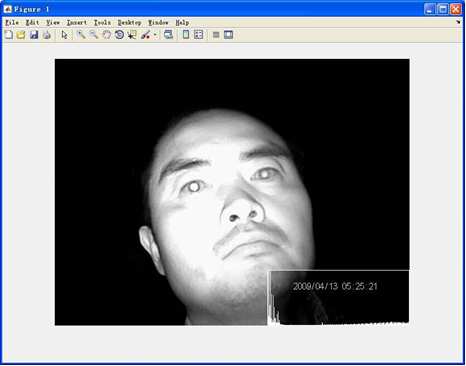 Figure 1
File Edit View Insert Tools Desktop Window Help
2009/04/13 05:25:21